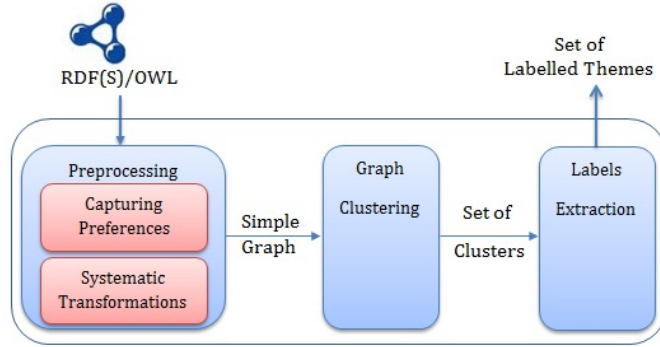 RDF(S)/OWL
Set of
Labelled Themes
Preprocessing
Capturing
Preferences
Systematic
Transformations
Simple
Graph
Graph
Clustering
Set of
Clusters
Labels
Extraction